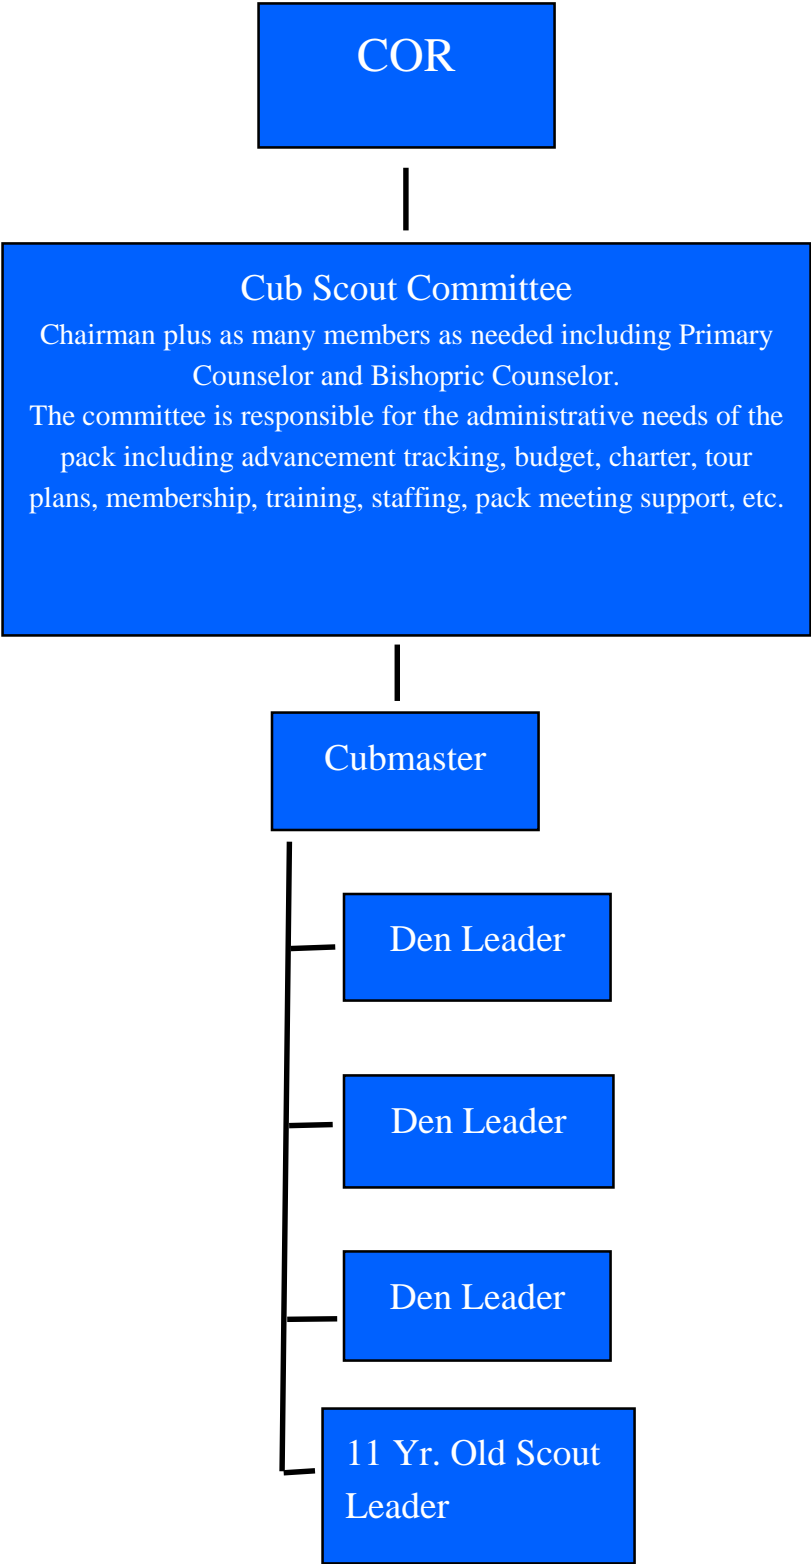 COR
Cub Scout Committee
Chairman plus as many members as needed including Primary
Counselor and Bishopric Counselor.
The committee is responsible for the administrative needs of the
pack including advancement tracking, budget, charter, tour
plans, membership, training, staffing, pack meeting support, etc.
Cubmaster
Den Leader
Den Leader
Den Leader
11 Yr. Old Scout
Leader